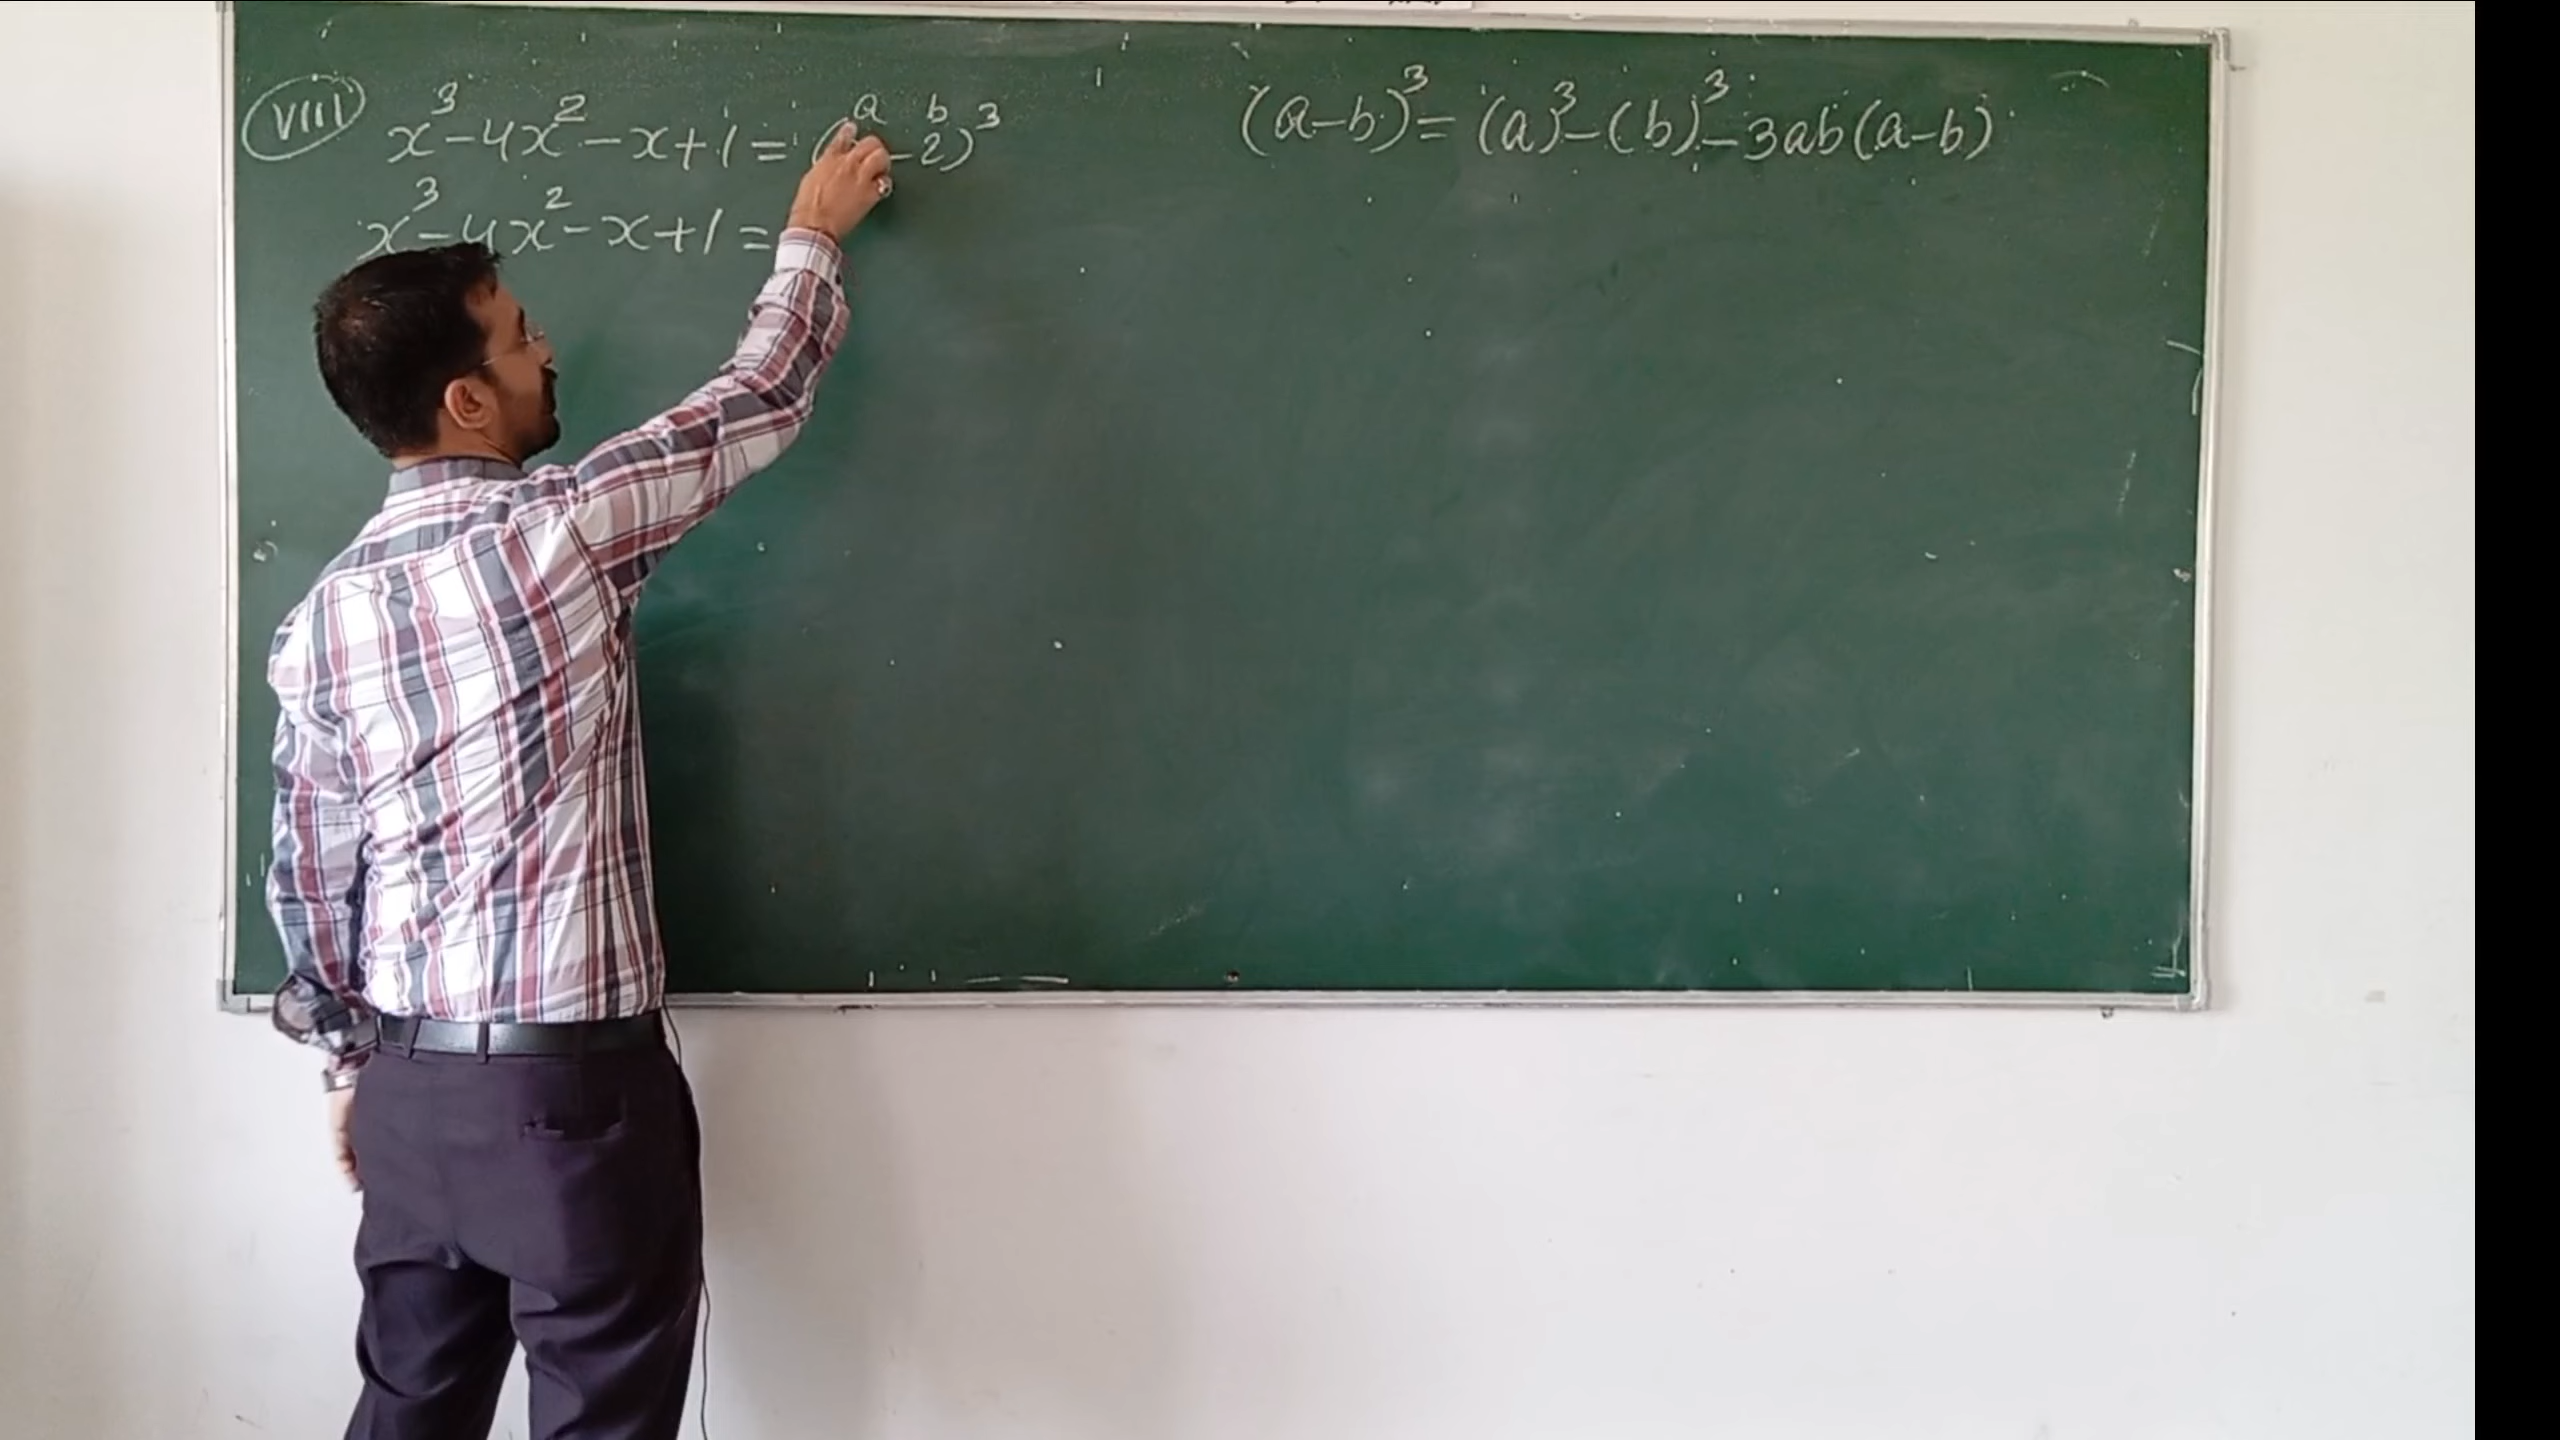 VIII x³-4x²-x+1=( -2)³
a b
(a-b)³=(a)³-(b)³-3ab(a-b)
x³-4x²-x+1=